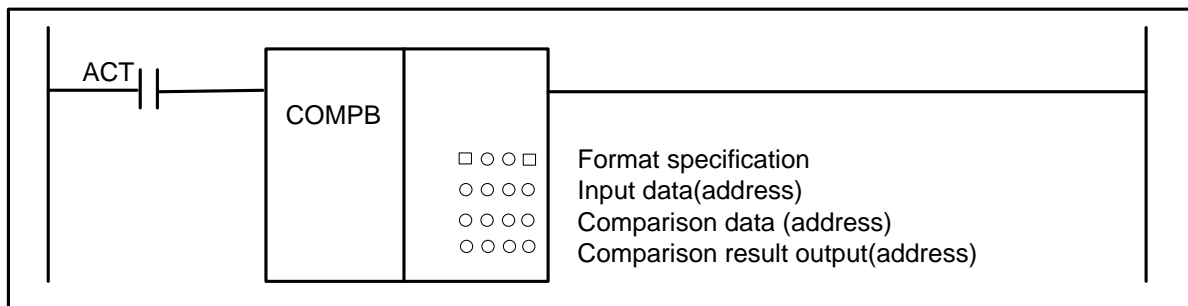 ACT
COMPB
□○○□ Format specification
○○○○ Input data(address)
○○○○ Comparison data (address)
○○○○ Comparison result output(address)